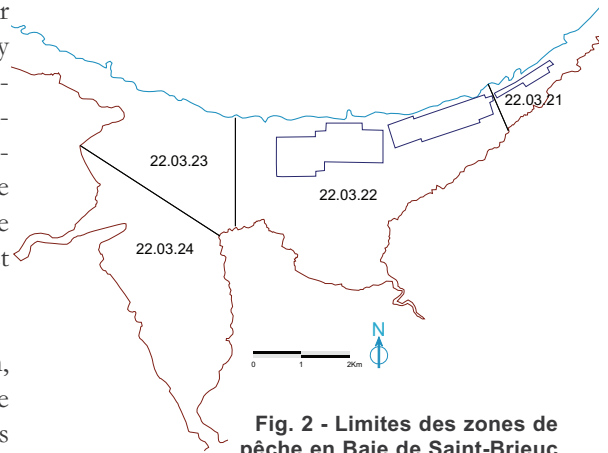 r
y
-
-
-
e
e
t
,
e
s
22.03.21
22.03.23
22.03.22
22.03.24
N
0 1 2Km
Fig. 2 - Limites des zones de
pêche en Baie de Saint-Brieuc